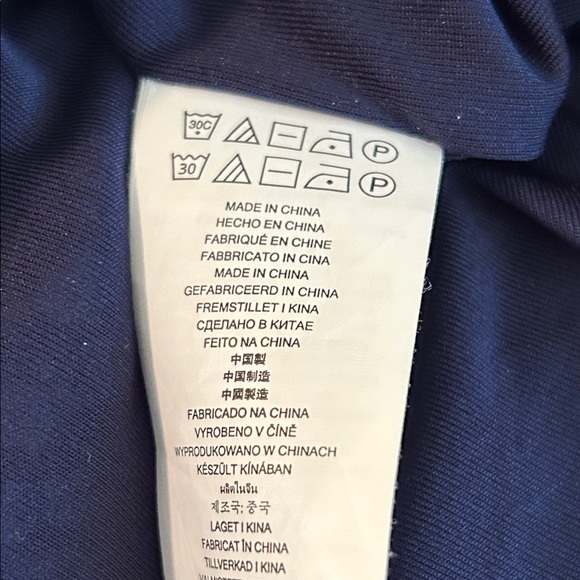 30C P
30 P
MADE IN CHINA
HECHO EN CHINA
FABRIQUÉ EN CHINE
FABBRICATO IN CINA
MADE IN CHINA
GEFABRICEERD IN CHINA
FREMSTILLET I KINA
СДЕЛАНО В КИТАЕ
FEITO NA CHINA
中国製
中国制造
中國製造
FABRICADO NA CHINA
VYROBENO V ČÍNĚ
WYPRODUKOWANO W CHINACH
KÉSZÜLT KÍNÁBAN
ผลิตในจีน
제조국: 중국
LAGET I KINA
FABRICAT ÎN CHINA
TILLVERKAD I KINA